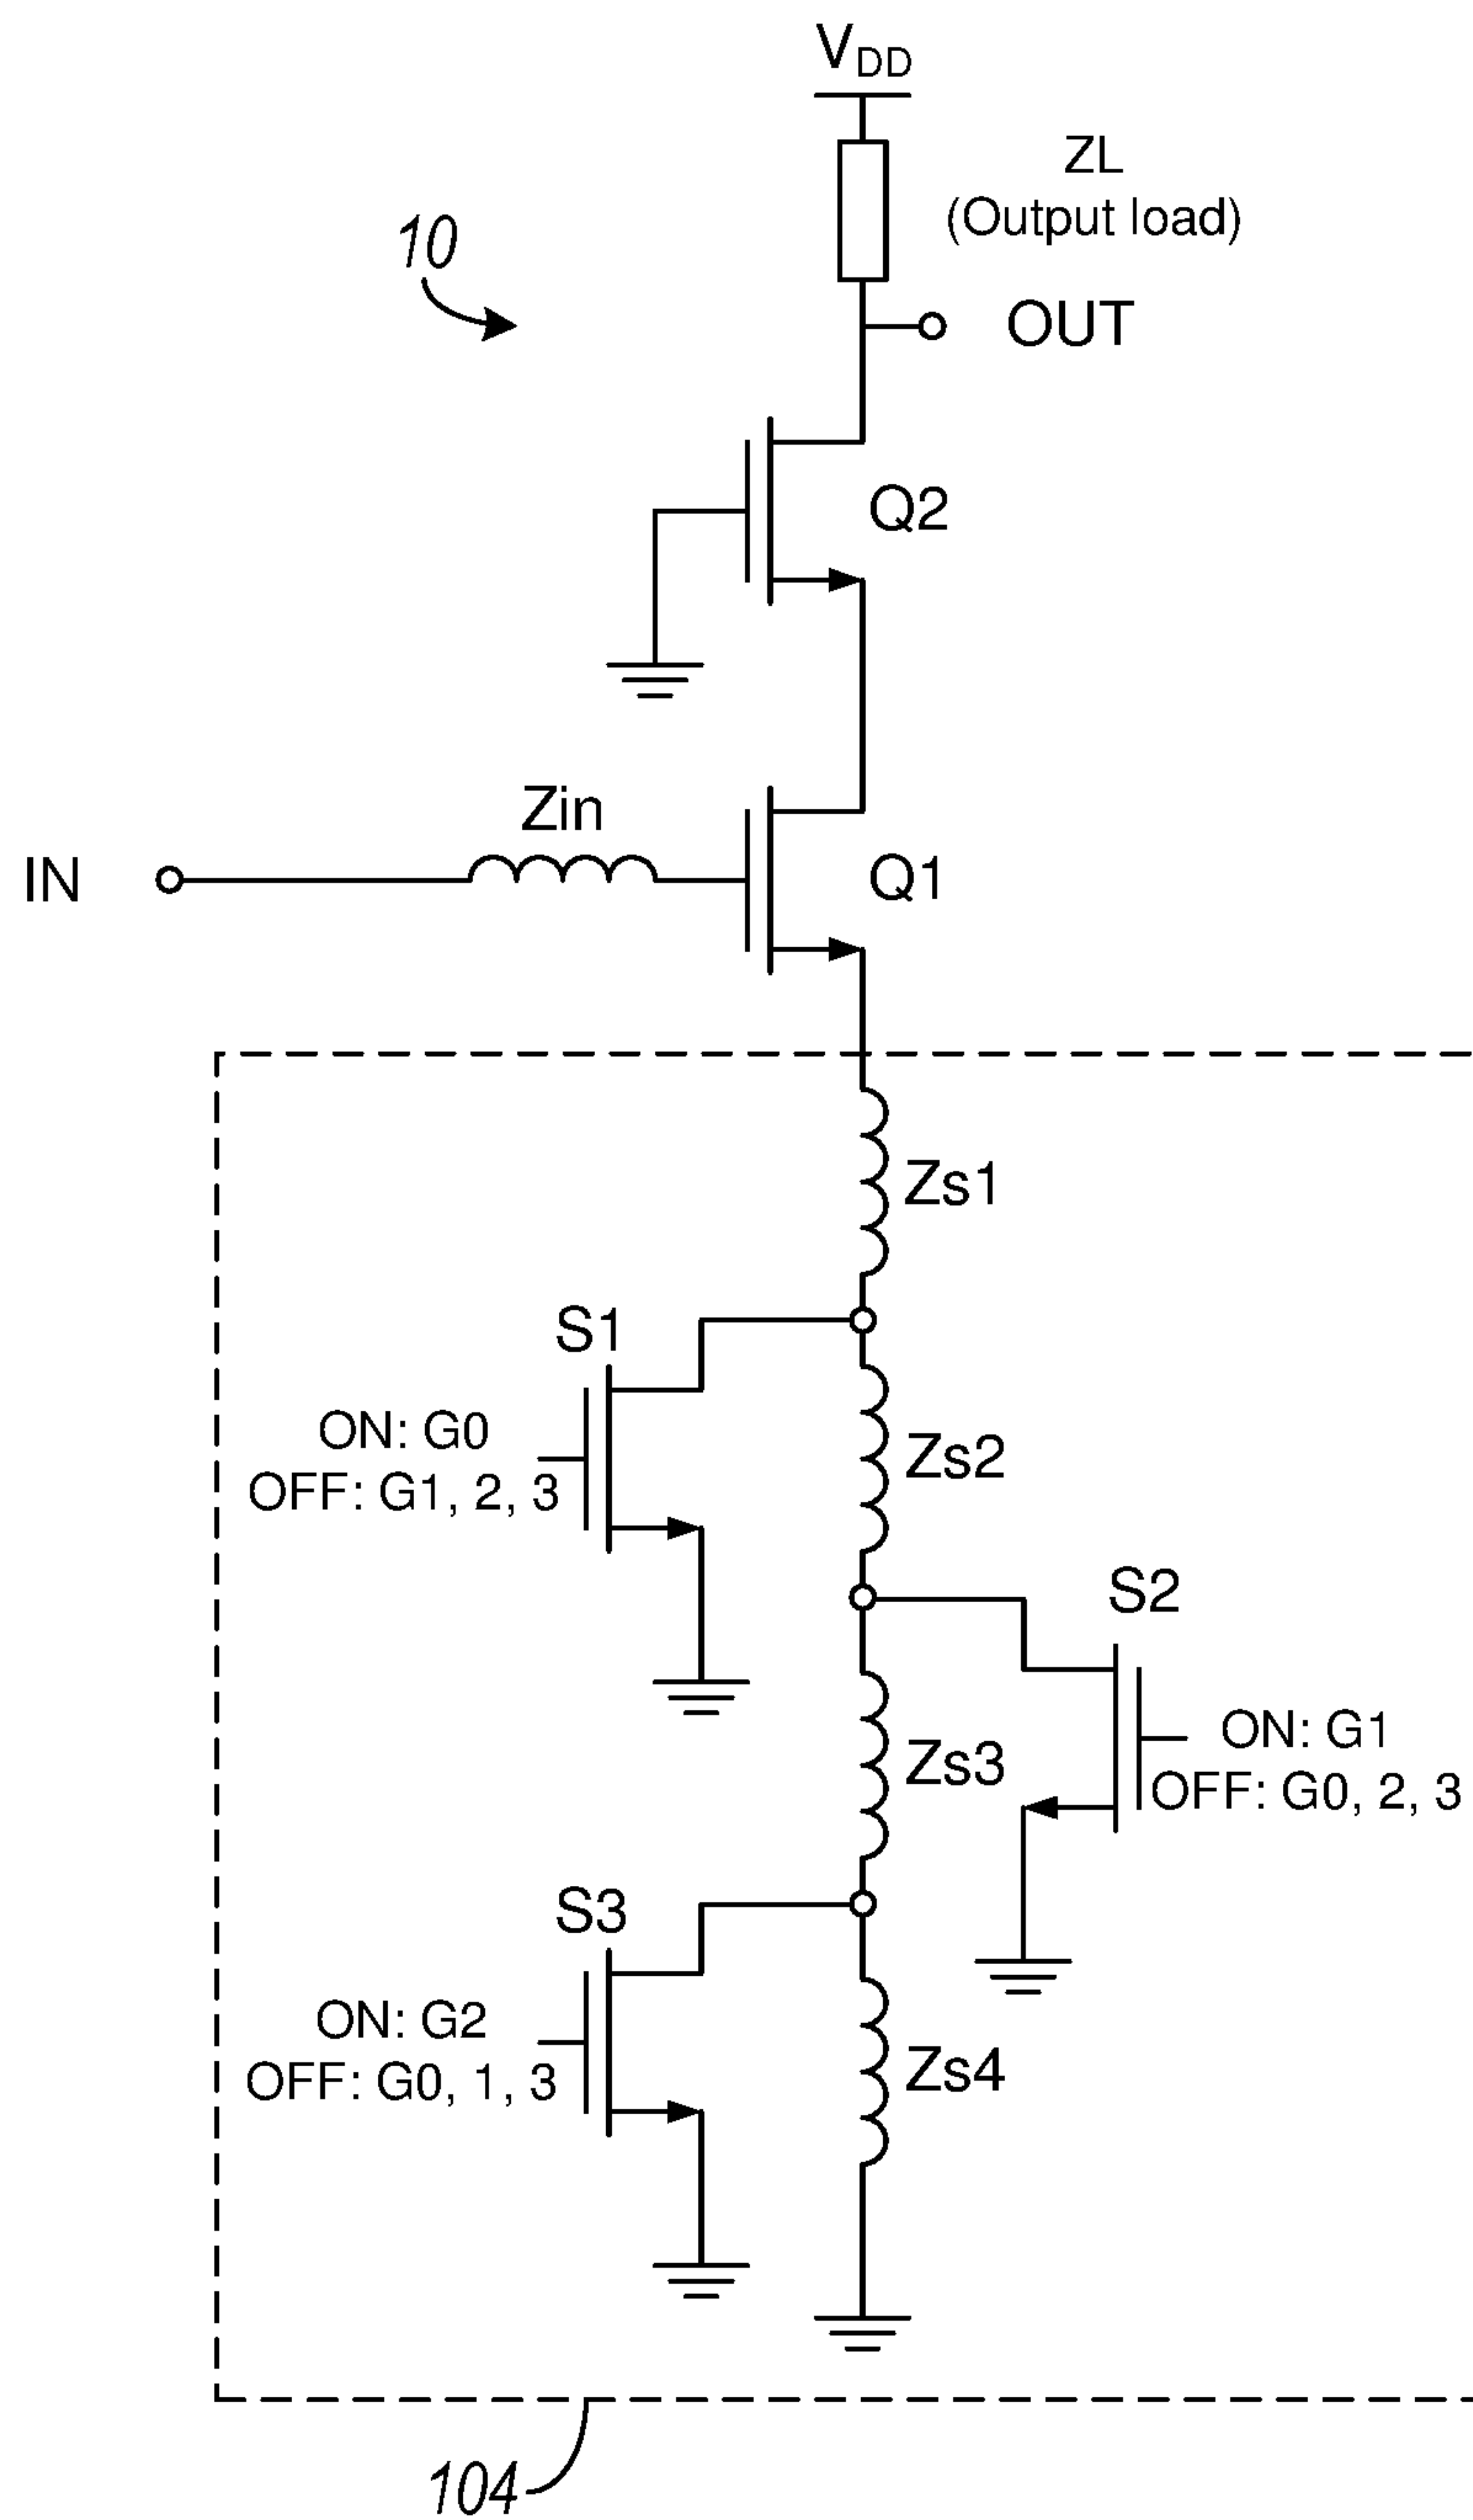 VDD
ZL
(Output load)
10
OUT
Q2
Zin
IN
Q1
Zs1
S1
ON: G0
OFF: G1, 2, 3
Zs2
S2
ON: G1
OFF: G0, 2, 3
Zs3
S3
ON: G2
OFF: G0, 1, 3
Zs4
104